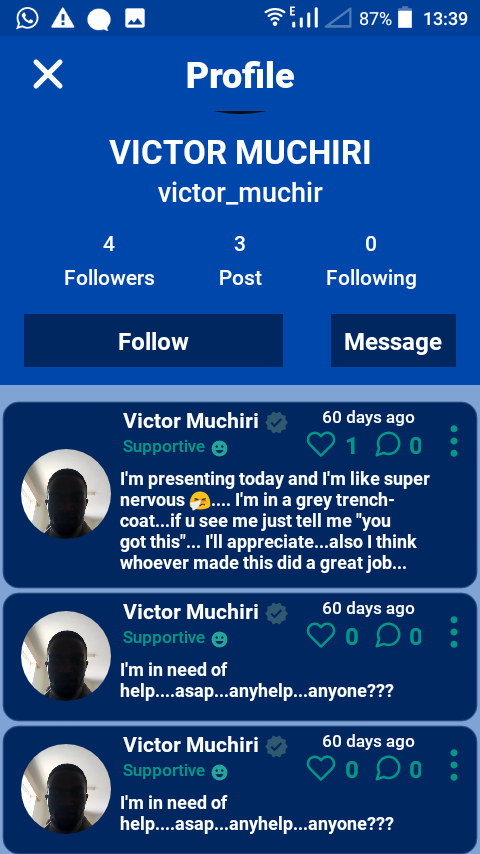 E 87% 13:39
Profile
VICTOR MUCHIRI
victor_muchir
4 3 0
Followers Post Following
Follow Message
Victor Muchiri 60 days ago
Supportive 1 0
I'm presenting today and I'm like super
nervous 🤧.... I'm in a grey trench-
coat...if u see me just tell me "you
got this"... I'll appreciate...also I think
whoever made this did a great job...
Victor Muchiri 60 days ago
Supportive 0 0
I'm in need of
help....asap...anyhelp...anyone???
Victor Muchiri 60 days ago
Supportive 0 0
I'm in need of
help....asap...anyhelp...anyone???